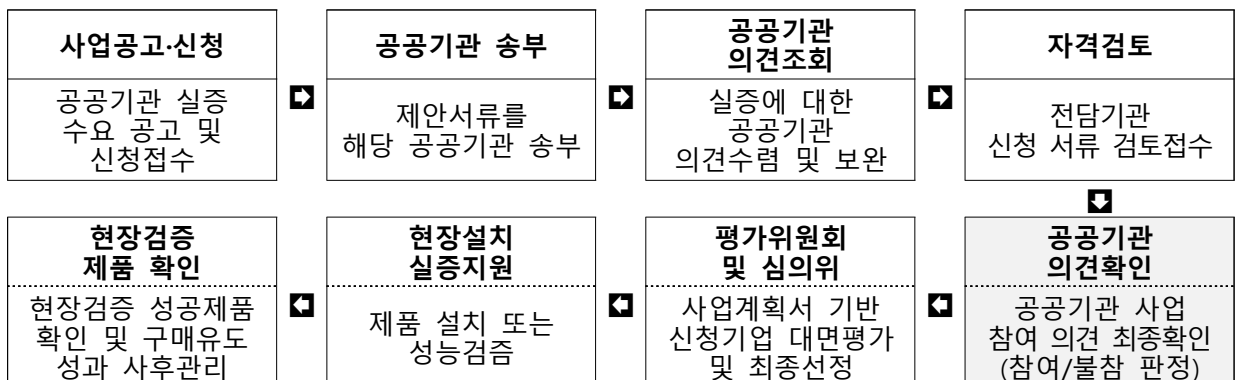 사업공고·신청
공공기관 실증
수요 공고 및
신청접수
공공기관 송부
제안서류를
해당 공공기관 송부
공공기관
의견조회
실증에 대한
공공기관
의견수렴 및 보완
자격검토
전담기관
신청 서류 검토접수
공공기관
의견확인
공공기관 사업
참여 의견 최종확인
(참여/불참 판정)
평가위원회
및 심의위
사업계획서 기반
신청기업 대면평가
및 최종선정
현장설치
실증지원
제품 설치 또는
성능검증
현장검증
제품 확인
현장검증 성공제품
확인 및 구매유도
성과 사후관리